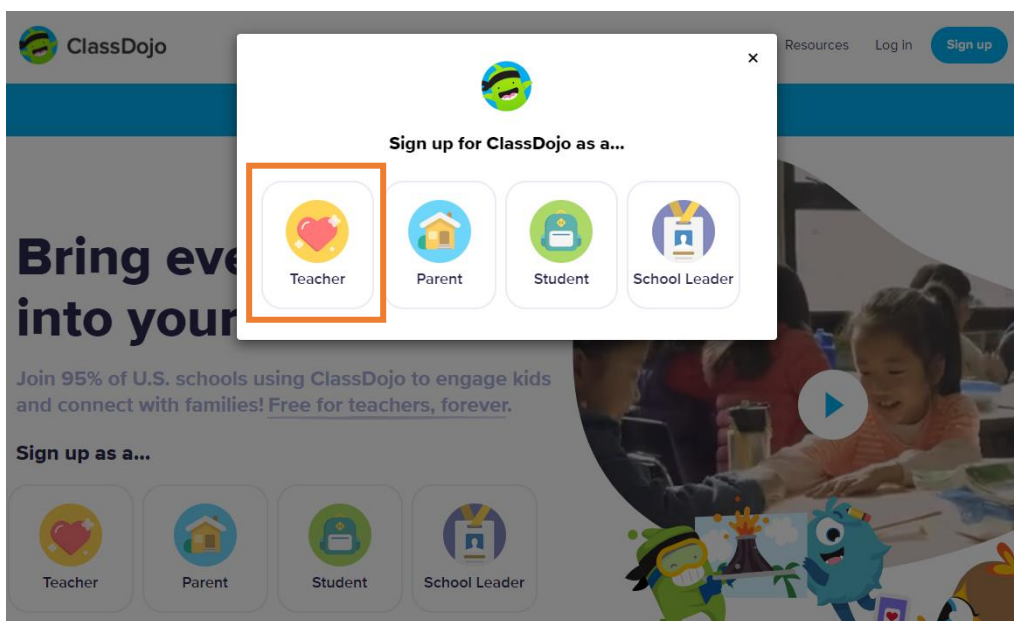 ClassDojo
Resources Log in Sign up
Sign up for ClassDojo as a...
Teacher Parent Student School Leader
Bring eve
into your
Join 95% of U.S. schools using ClassDojo to engage kids
and connect with families! Free for teachers, forever.
Sign up as a...
Teacher Parent Student School Leader